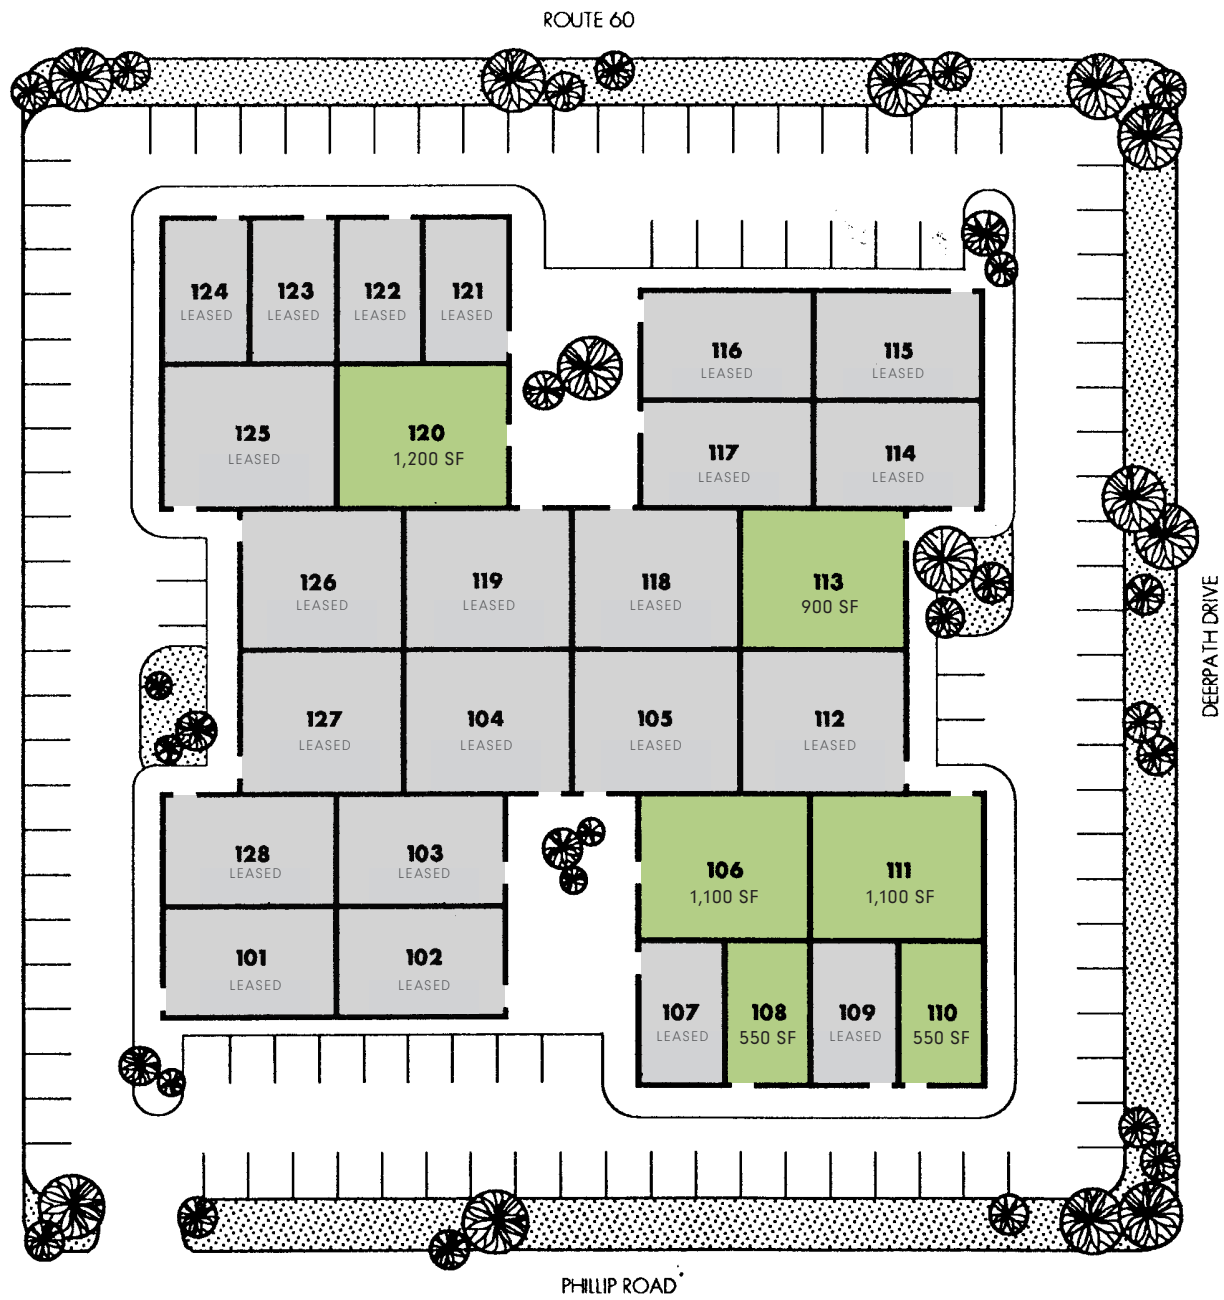 ROUTE 60
124
LEASED
123
LEASED
122
LEASED
121
LEASED
116
LEASED
115
LEASED
125
LEASED
120
1,200 SF
117
LEASED
114
LEASED
126
LEASED
119
LEASED
118
LEASED
113
900 SF
DEERPATH DRIVE
127
LEASED
104
LEASED
105
LEASED
112
LEASED
128
LEASED
103
LEASED
106
1,100 SF
111
1,100 SF
101
LEASED
102
LEASED
107
LEASED
108
550 SF
109
LEASED
110
550 SF
PHILLIP ROAD